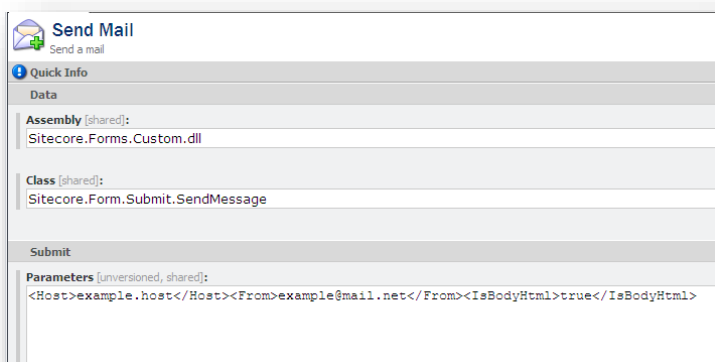 Send Mail
Send a mail
Quick Info
Data
Assembly [shared]:
Sitecore.Forms.Custom.dll
Class [shared]:
Sitecore.Form.Submit.SendMessage
Submit
Parameters [unversioned, shared]:
<Host>example.host</Host><From>example@mail.net</From><IsBodyHtml>true</IsBodyHtml>